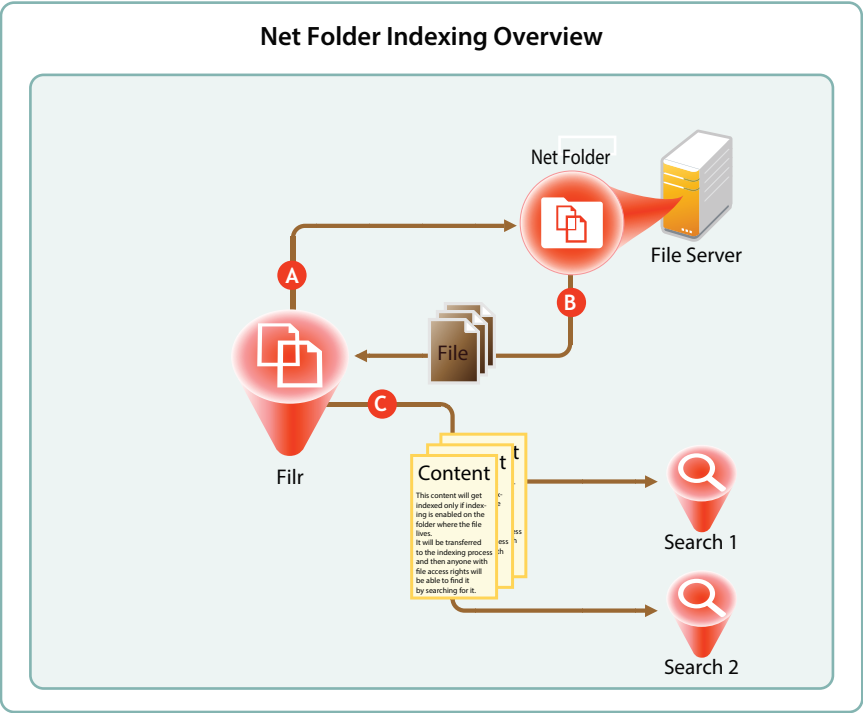 Net Folder Indexing Overview
Net Folder
File Server
A
B
File
C
Filr
Content
This content will get
indexed only if index-
ing is enabled on the
folder where the file
lives.
It will be transferred
to the indexing process
and then anyone with
file access rights will
be able to find it
by searching for it.
Search 1
Search 2